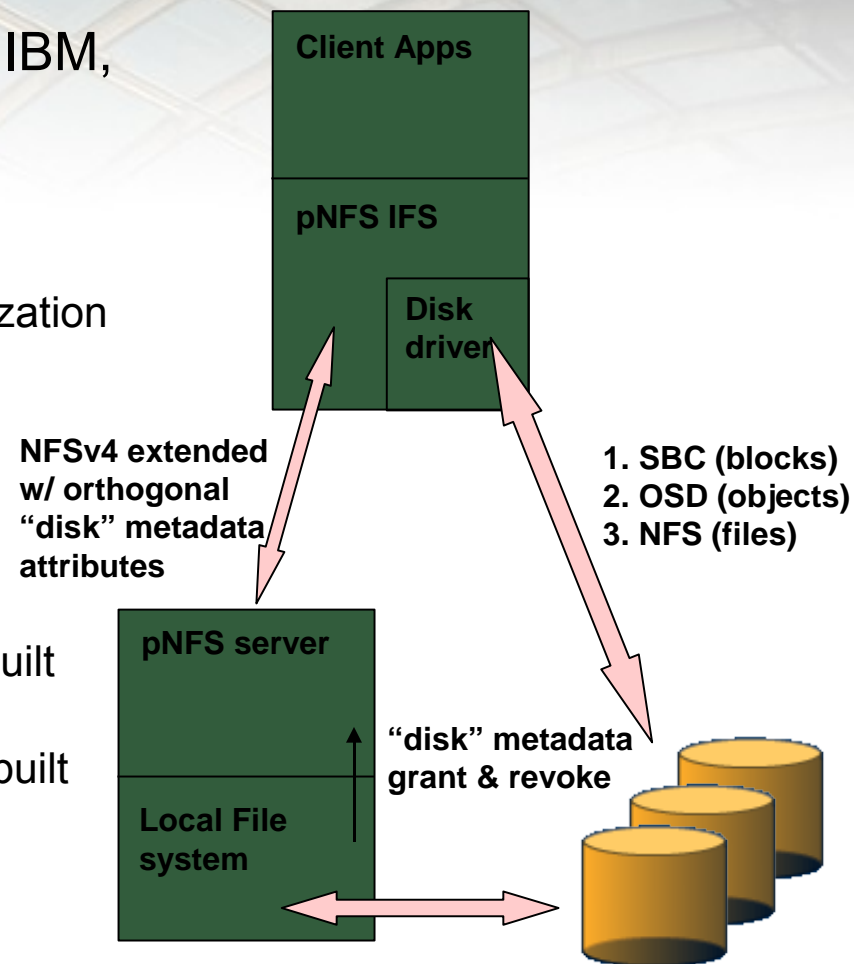 IBM,
zation
uilt
built
Client Apps
pNFS IFS
Disk
driver
NFSv4 extended
w/ orthogonal
“disk” metadata
attributes
1. SBC (blocks)
2. OSD (objects)
3. NFS (files)
pNFS server
“disk” metadata
grant & revoke
Local File
system